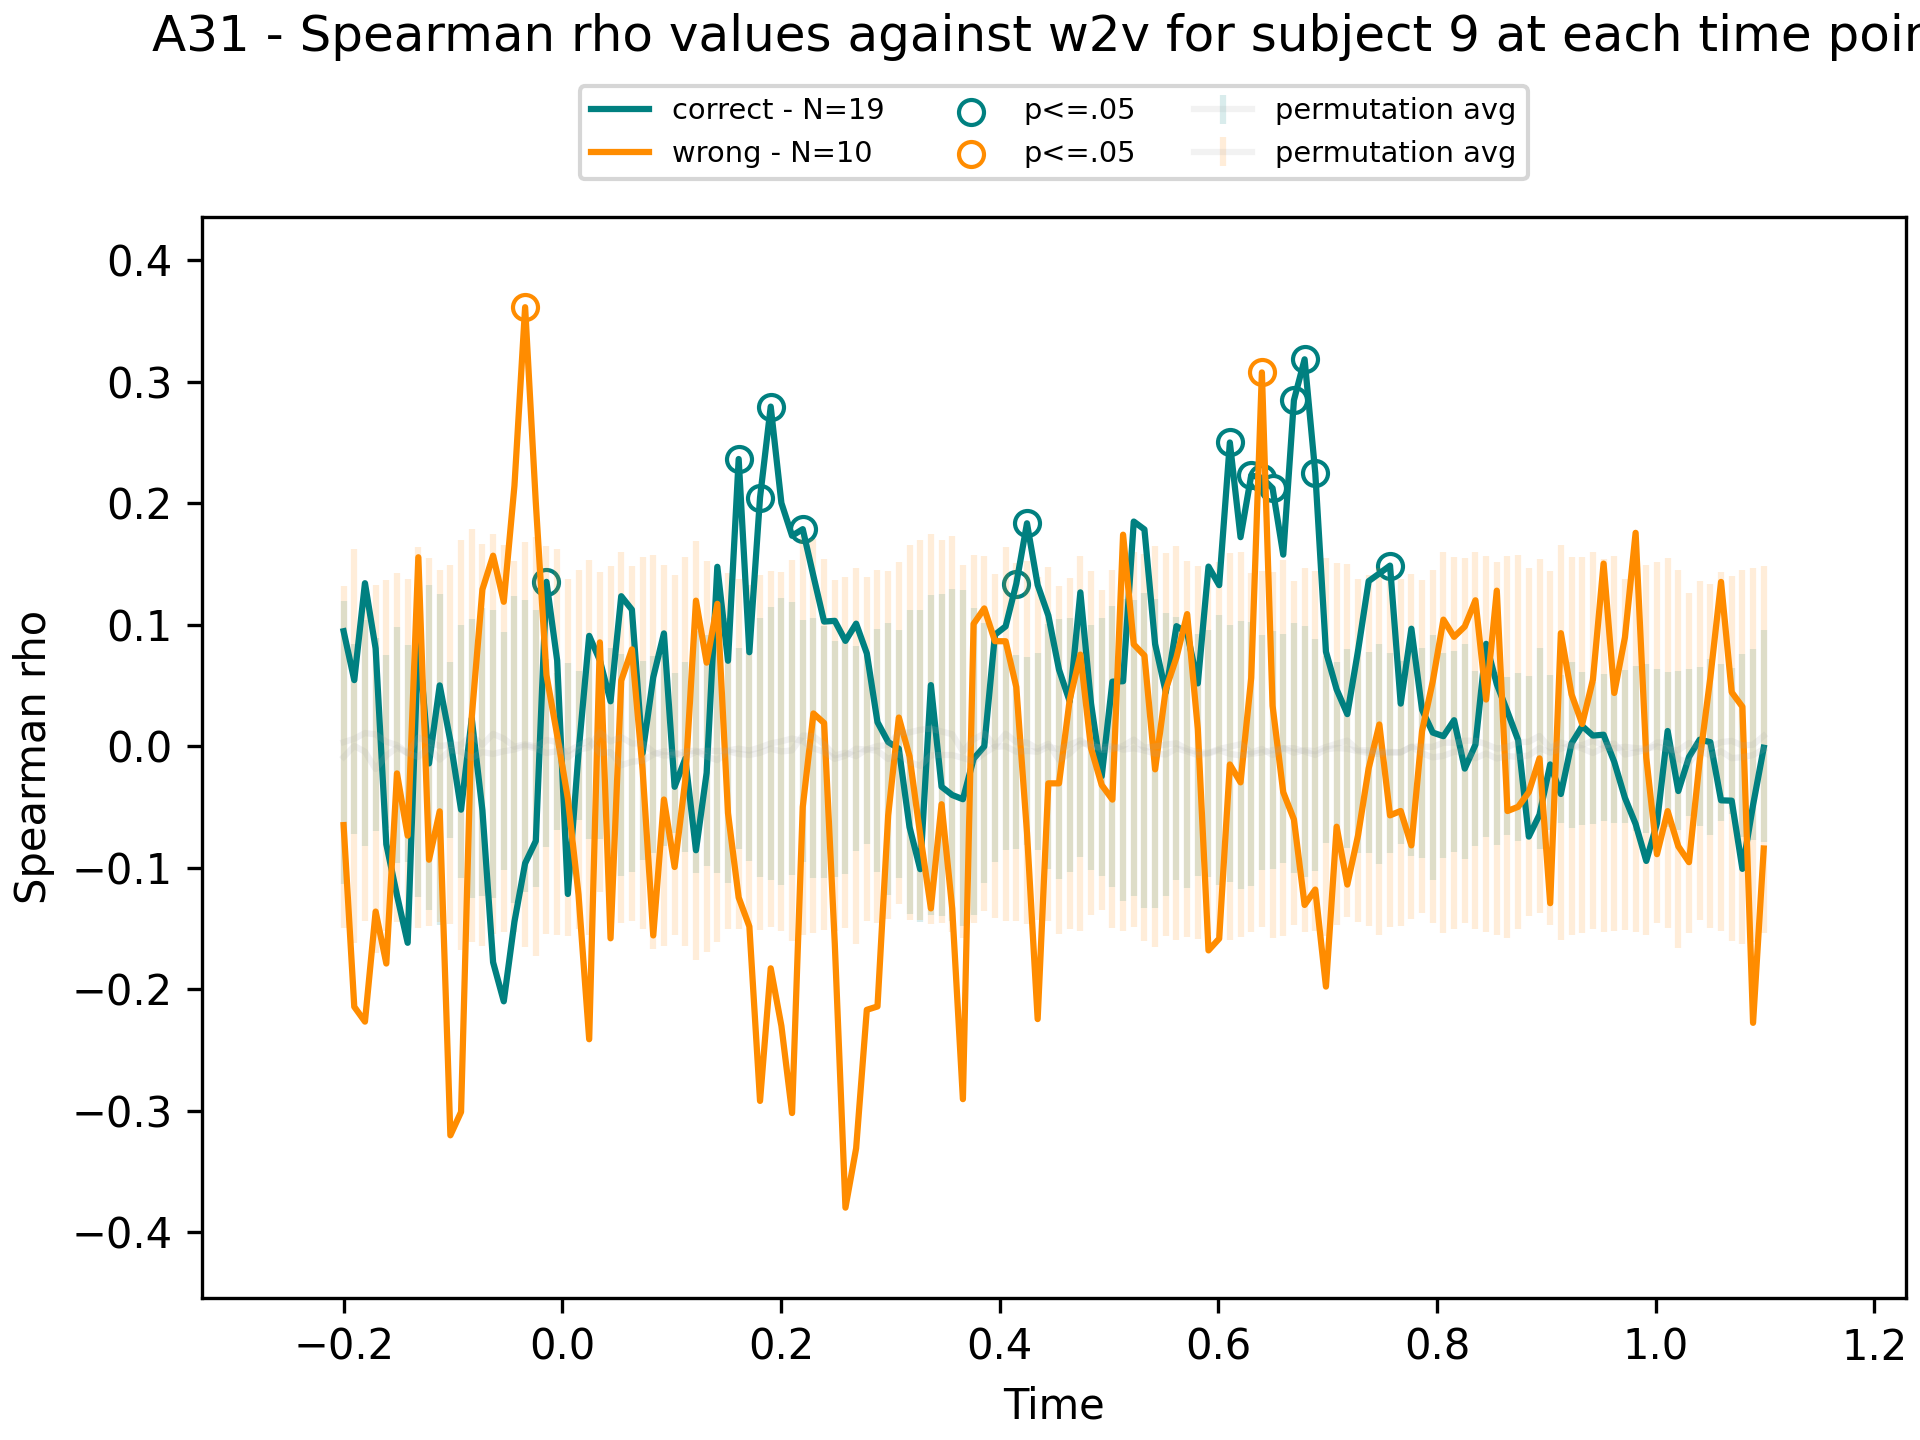 A31 - Spearman rho values against w2v for subject 9 at each time poin
correct - N=19 p<=.05 permutation avg
wrong - N=10 p<=.05 permutation avg
0.4
0.3
0.2
0.1
0.0
−0.1
−0.2
−0.3
−0.4
Spearman rho
−0.2 0.0 0.2 0.4 0.6 0.8 1.0 1.2
Time